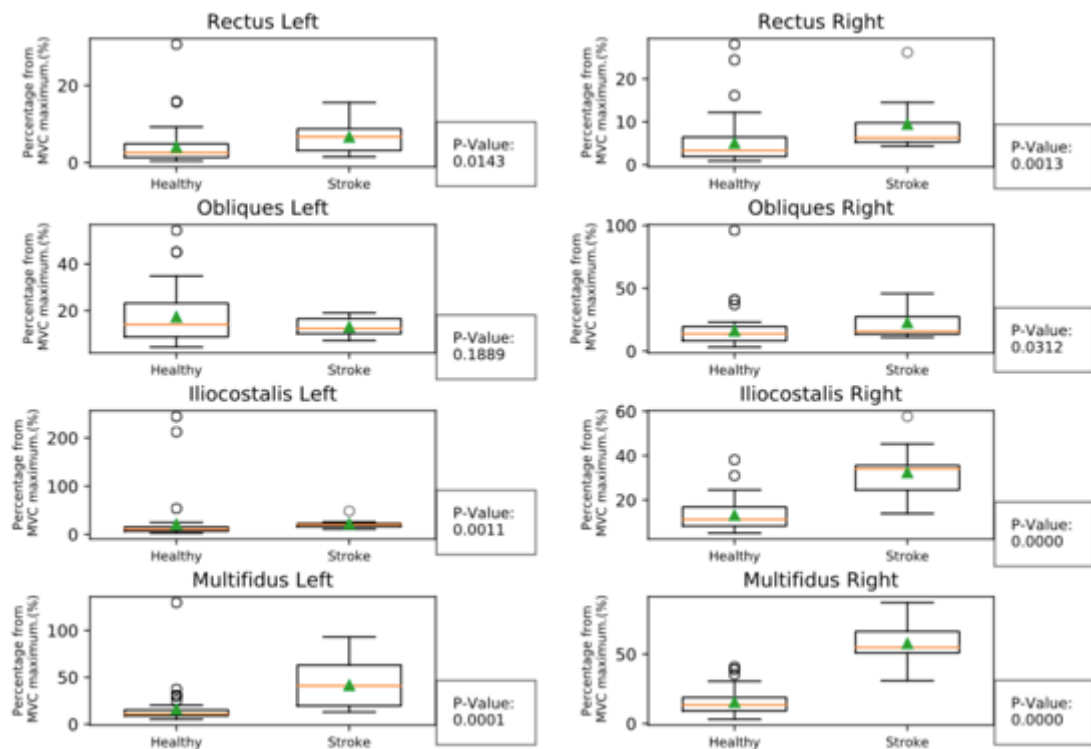 Rectus Left
Percentage from
MVC maximum.(%)
20
0
Healthy
Stroke
P-Value:
0.0143
Rectus Right
Percentage from
MVC maximum.(%)
20
10
0
Healthy
Stroke
P-Value:
0.0013
Obliques Left
Percentage from
MVC maximum.(%)
40
20
Healthy
Stroke
P-Value:
0.1889
Obliques Right
Percentage from
MVC maximum.(%)
100
50
0
Healthy
Stroke
P-Value:
0.0312
Iliocostalis Left
Percentage from
MVC maximum.(%)
200
100
0
Healthy
Stroke
P-Value:
0.0011
Iliocostalis Right
Percentage from
MVC maximum.(%)
60
40
20
Healthy
Stroke
P-Value:
0.0000
Multifidus Left
Percentage from
MVC maximum.(%)
100
50
0
Healthy
Stroke
P-Value:
0.0001
Multifidus Right
Percentage from
MVC maximum.(%)
50
0
Healthy
Stroke
P-Value:
0.0000